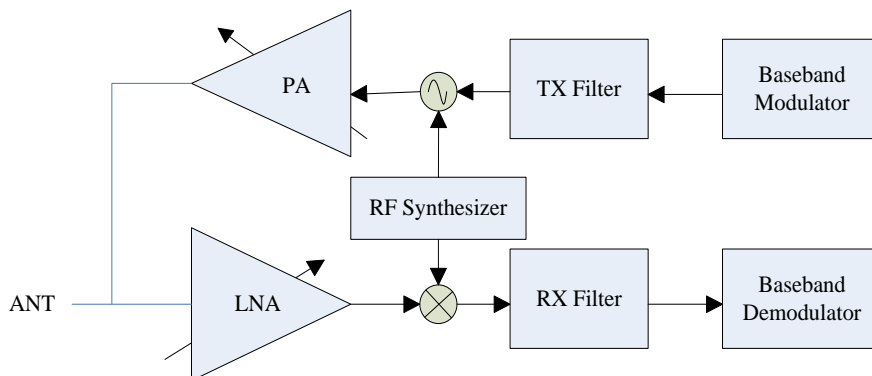 PA
TX Filter
Baseband
Modulator
RF Synthesizer
ANT
LNA
RX Filter
Baseband
Demodulator